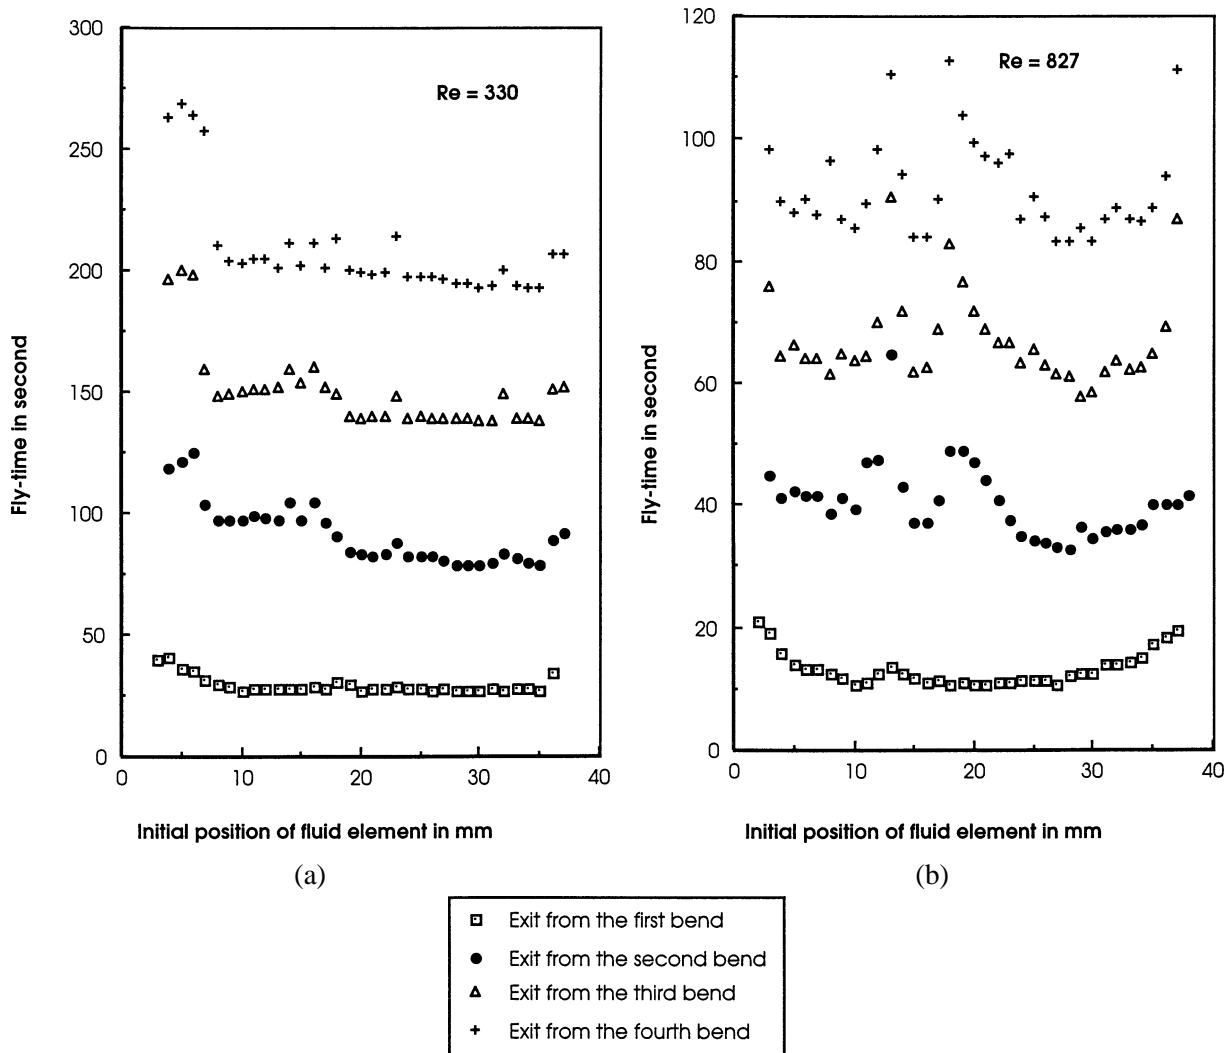 300
250
200
150
100
50
0
Re = 330
Fly-time in second
0 10 20 30 40
Initial position of fluid element in mm
(a)
120
100
80
60
40
20
0
Re = 827
Fly-time in second
0 10 20 30 40
Initial position of fluid element in mm
(b)
Exit from the first bend
Exit from the second bend
Exit from the third bend
Exit from the fourth bend